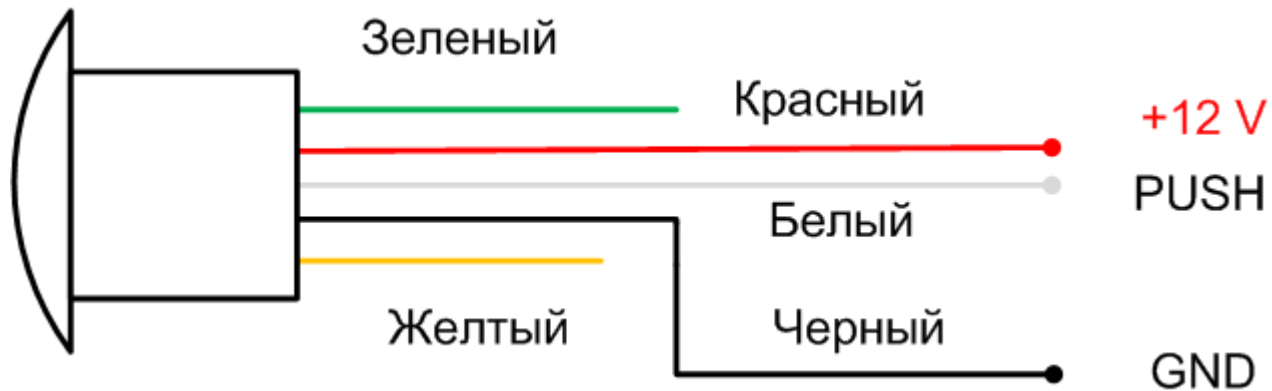 Зеленый
Красный
+12 V
PUSH
Белый
Желтый
Черный
GND